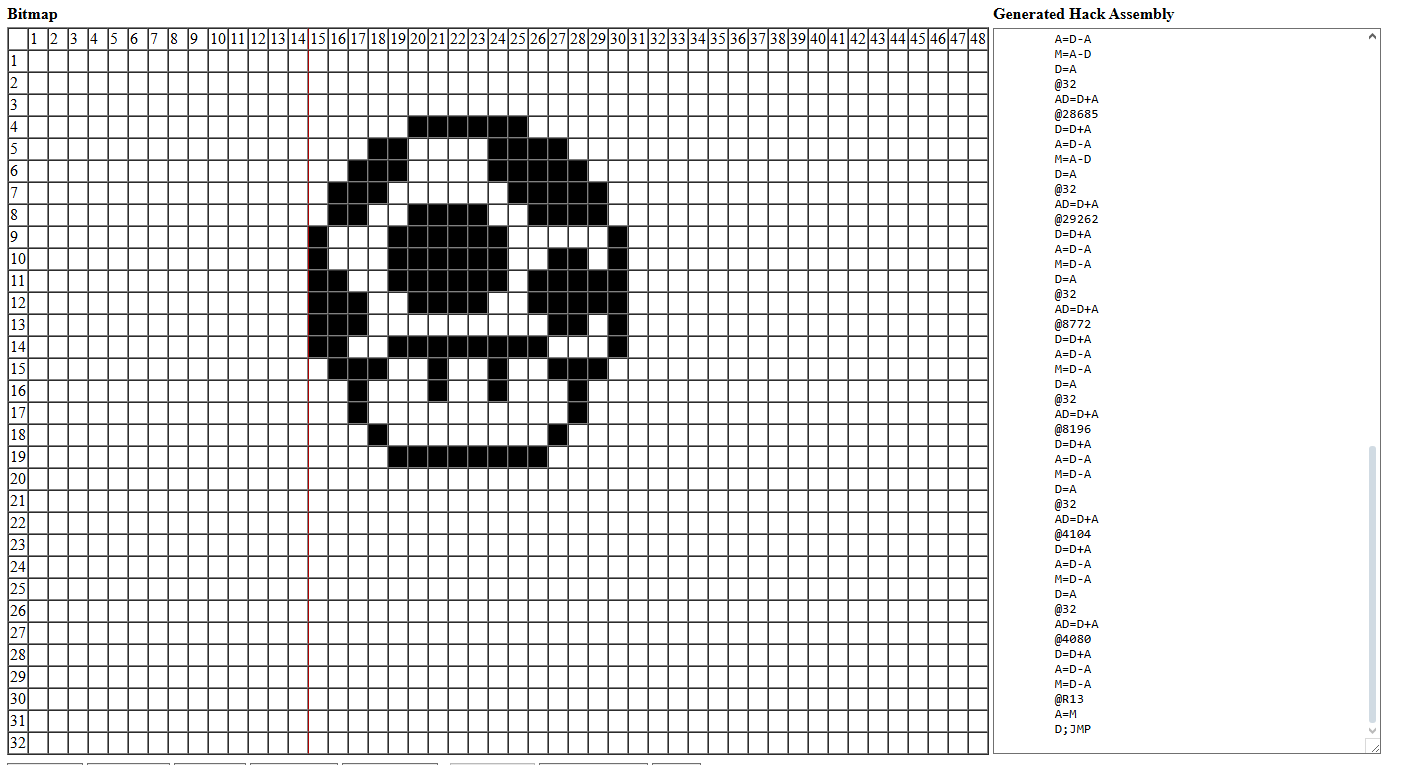 Bitmap
1 2 3 4 5 6 7 8 9 10 11 12 13 14 15 16 17 18 19 20 21 22 23 24 25 26 27 28 29 30 31 32 33 34 35 36 37 38 39 40 41 42 43 44 45 46 47 48
1
2
3
4
5
6
7
8
9
10
11
12
13
14
15
16
17
18
19
20
21
22
23
24
25
26
27
28
29
30
31
32
Generated Hack Assembly
A=D-A
M=A-D
D=A
@32
AD=D+A
@28685
D=D+A
A=D-A
M=A-D
D=A
@32
AD=D+A
@29262
D=D+A
A=D-A
M=D-A
D=A
@32
AD=D+A
@8772
D=D+A
A=D-A
M=D-A
D=A
@32
AD=D+A
@8196
D=D+A
A=D-A
M=D-A
D=A
@32
AD=D+A
@4104
D=D+A
A=D-A
M=D-A
D=A
@32
AD=D+A
@4080
D=D+A
A=D-A
M=D-A
@R13
A=M
D;JMP